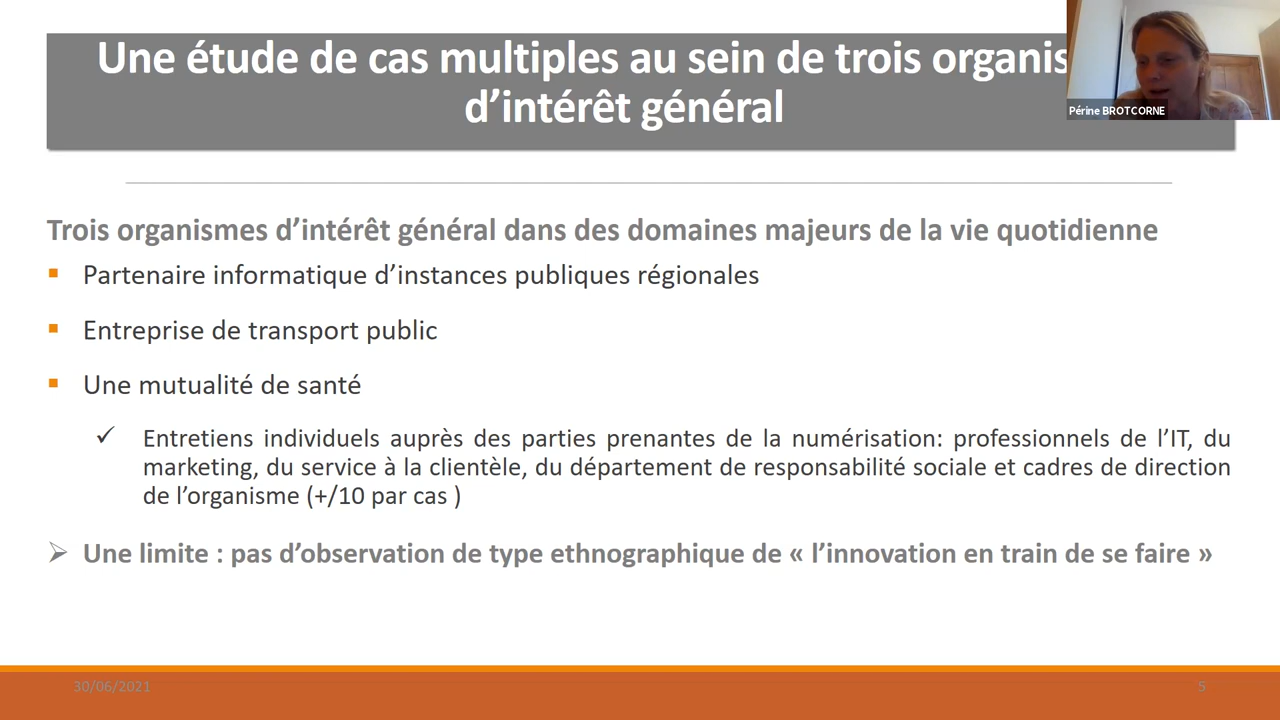 Une étude de cas multiples au sein de trois organis
d’intérêt général
Périne BROTCORNE
Trois organismes d’intérêt général dans des domaines majeurs de la vie quotidienne
Partenaire informatique d’instances publiques régionales
Entreprise de transport public
Une mutualité de santé
Entretiens individuels auprès des parties prenantes de la numérisation: professionnels de l’IT, du
marketing, du service à la clientèle, du département de responsabilité sociale et cadres de direction
de l’organisme (+/10 par cas )
Une limite : pas d’observation de type ethnographique de « l’innovation en train de se faire »
30/06/2021
5